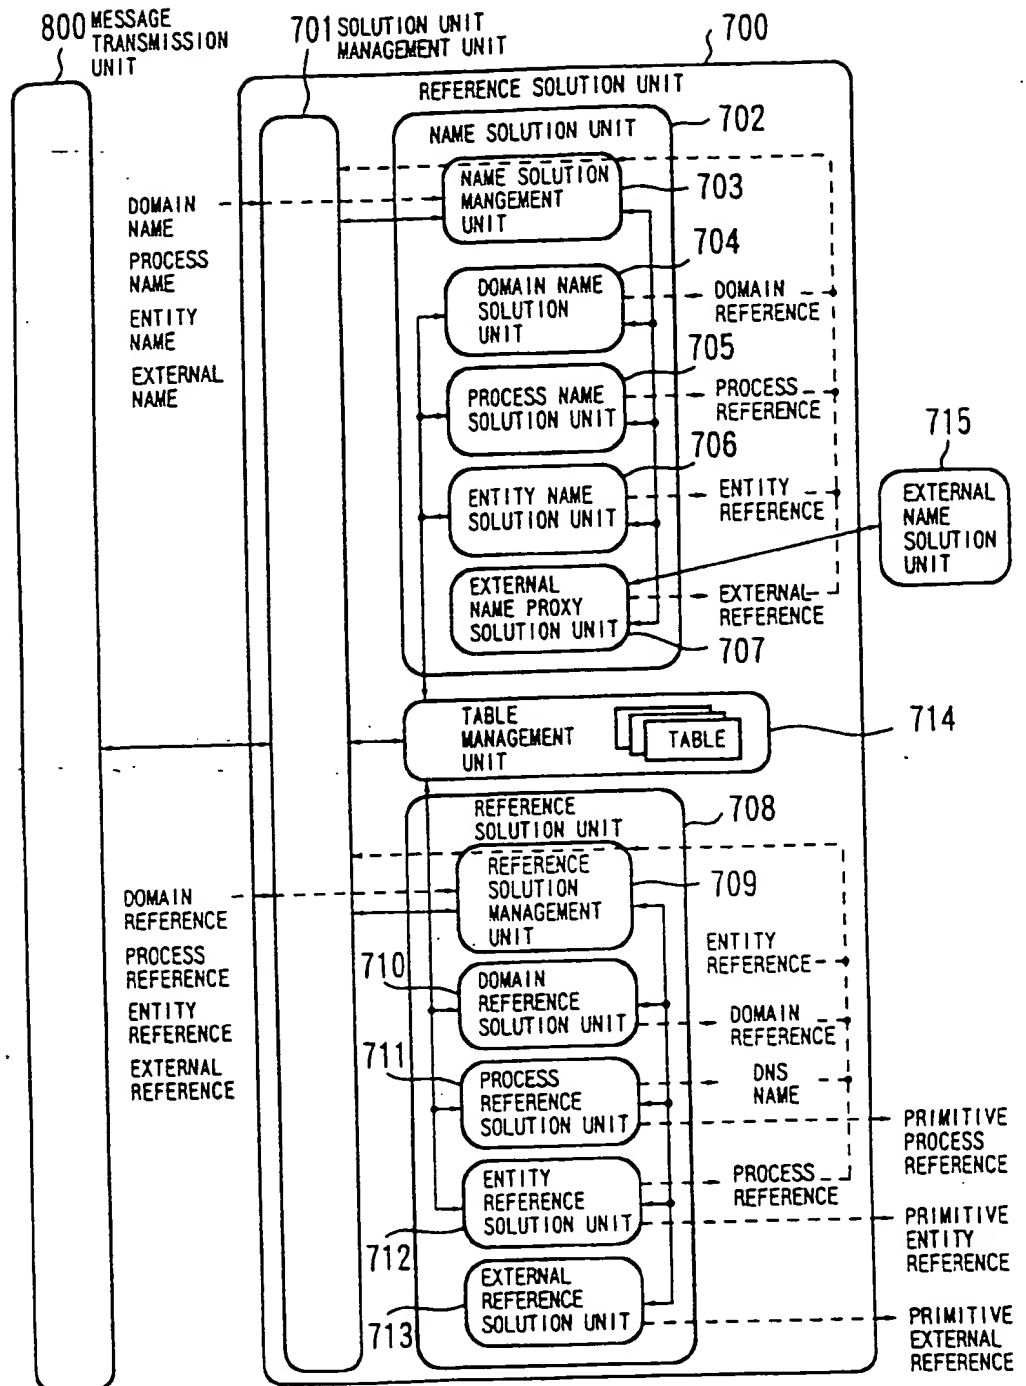 800 MESSAGE
TRANSMISSION
UNIT
701 SOLUTION UNIT
MANAGEMENT UNIT
700
REFERENCE SOLUTION UNIT
NAME SOLUTION UNIT
702
NAME SOLUTION
MANGEMENT
UNIT
703
DOMAIN
NAME
PROCESS
NAME
ENTITY
NAME
EXTERNAL
NAME
704
DOMAIN NAME
SOLUTION
UNIT
DOMAIN
REFERENCE
705
PROCESS NAME
SOLUTION UNIT
PROCESS
REFERENCE
706
ENTITY NAME
SOLUTION UNIT
ENTITY
REFERENCE
715
EXTERNAL
NAME
SOLUTION
UNIT
EXTERNAL
NAME PROXY
SOLUTION UNIT
EXTERNAL
REFERENCE
707
TABLE
MANAGEMENT
UNIT
TABLE
714
REFERENCE
SOLUTION UNIT
708
REFERENCE
SOLUTION
MANAGEMENT
UNIT
709
DOMAIN
REFERENCE
PROCESS
REFERENCE
ENTITY
REFERENCE
EXTERNAL
REFERENCE
ENTITY
REFERENCE
710
DOMAIN
REFERENCE
SOLUTION UNIT
DOMAIN
REFERENCE
711
PROCESS
REFERENCE
SOLUTION UNIT
DNS
NAME
PRIMITIVE
PROCESS
REFERENCE
ENTITY
REFERENCE
SOLUTION UNIT
PROCESS
REFERENCE
712
PRIMITIVE
ENTITY
REFERENCE
EXTERNAL
REFERENCE
SOLUTION UNIT
713
PRIMITIVE
EXTERNAL
REFERENCE